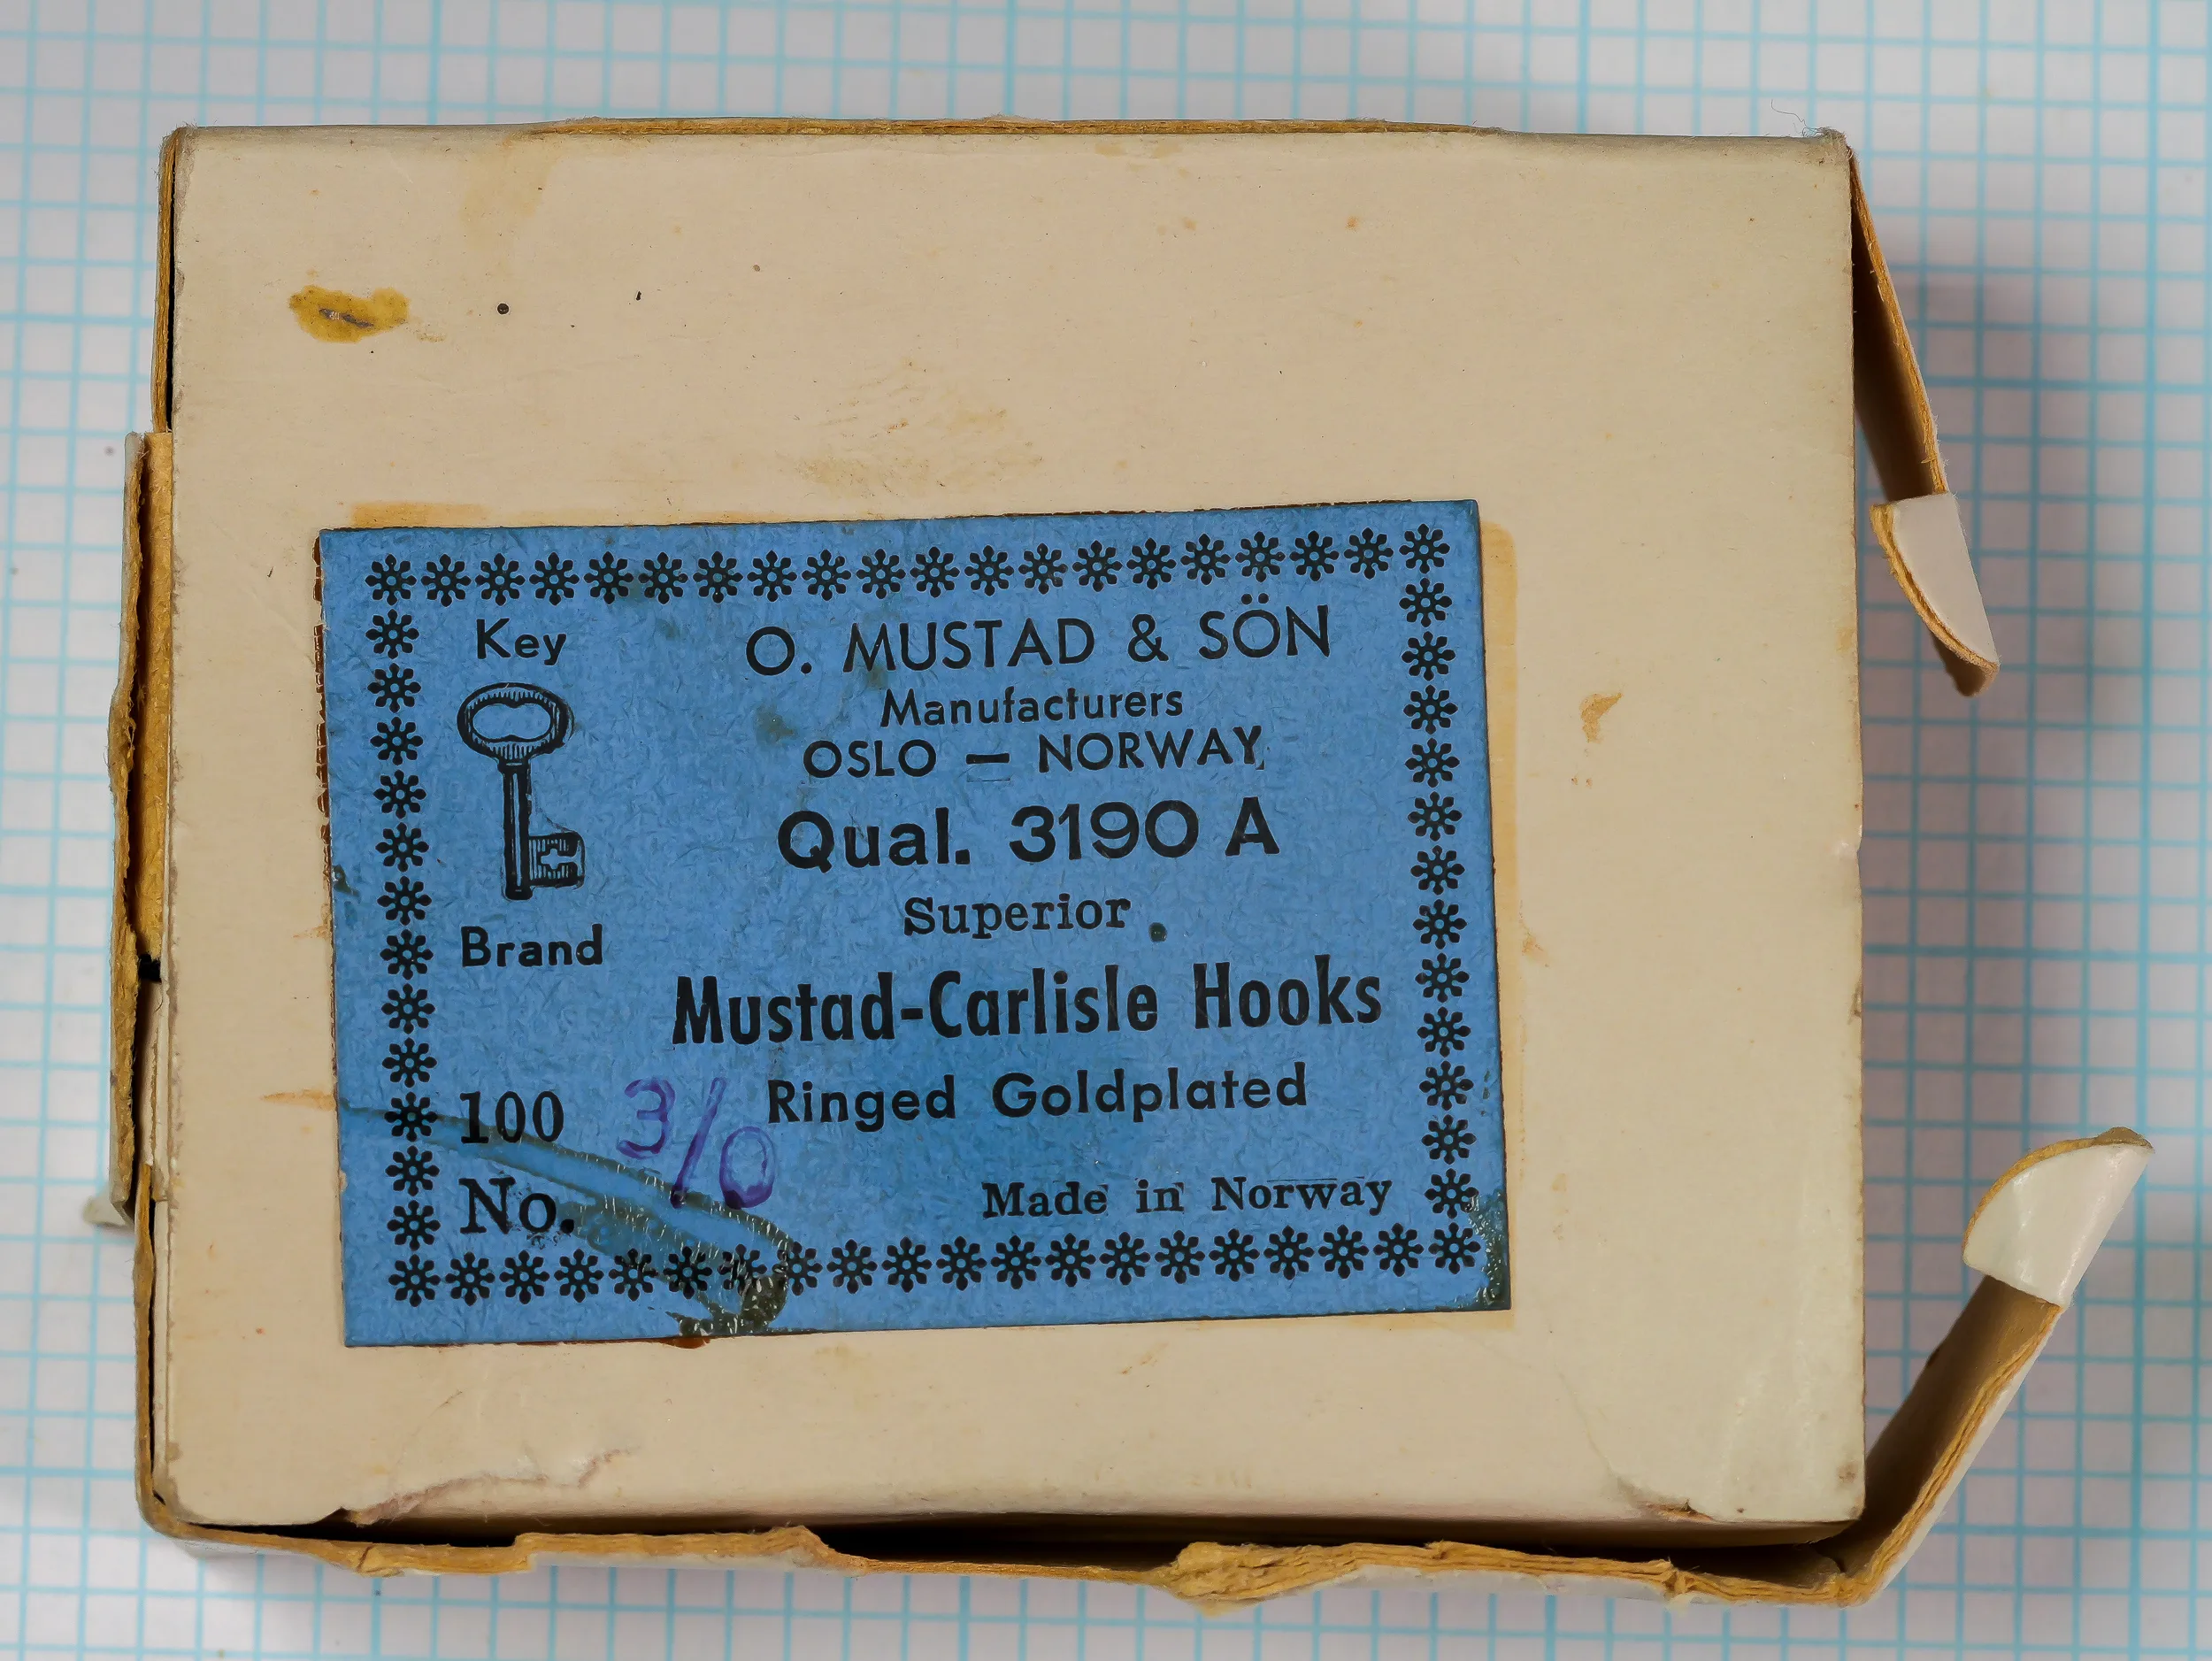 Key
O. MUSTAD & SÖN
Manufacturers
OSLO — NORWAY
Qual. 3190 A
Superior
Brand
Mustad-Carlisle Hooks
Ringed Goldplated
100
3/0
No.
Made in Norway